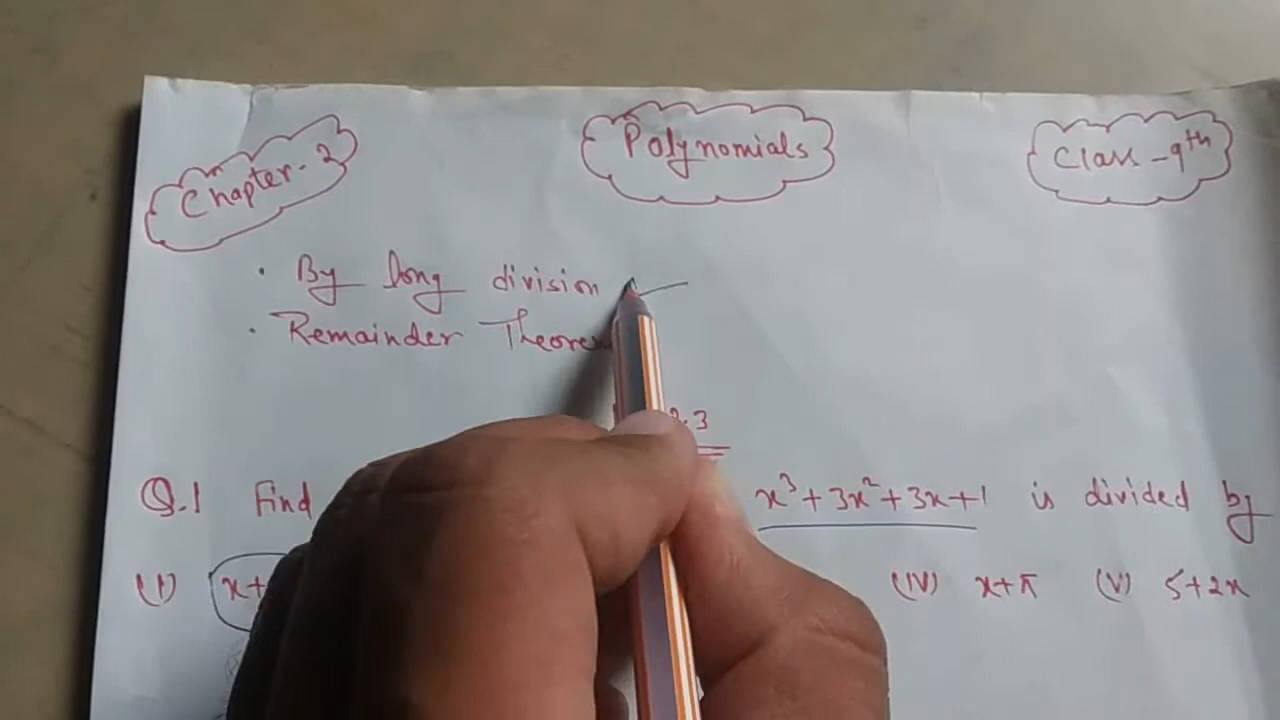 Chapter-2 Polynomials Class-9th
• By long division
• Remainder Theorem
2.3
Q.1 Find x³+3x²+3x+1 is divided by
(I) x+ (IV) x+π (V) 5+2x